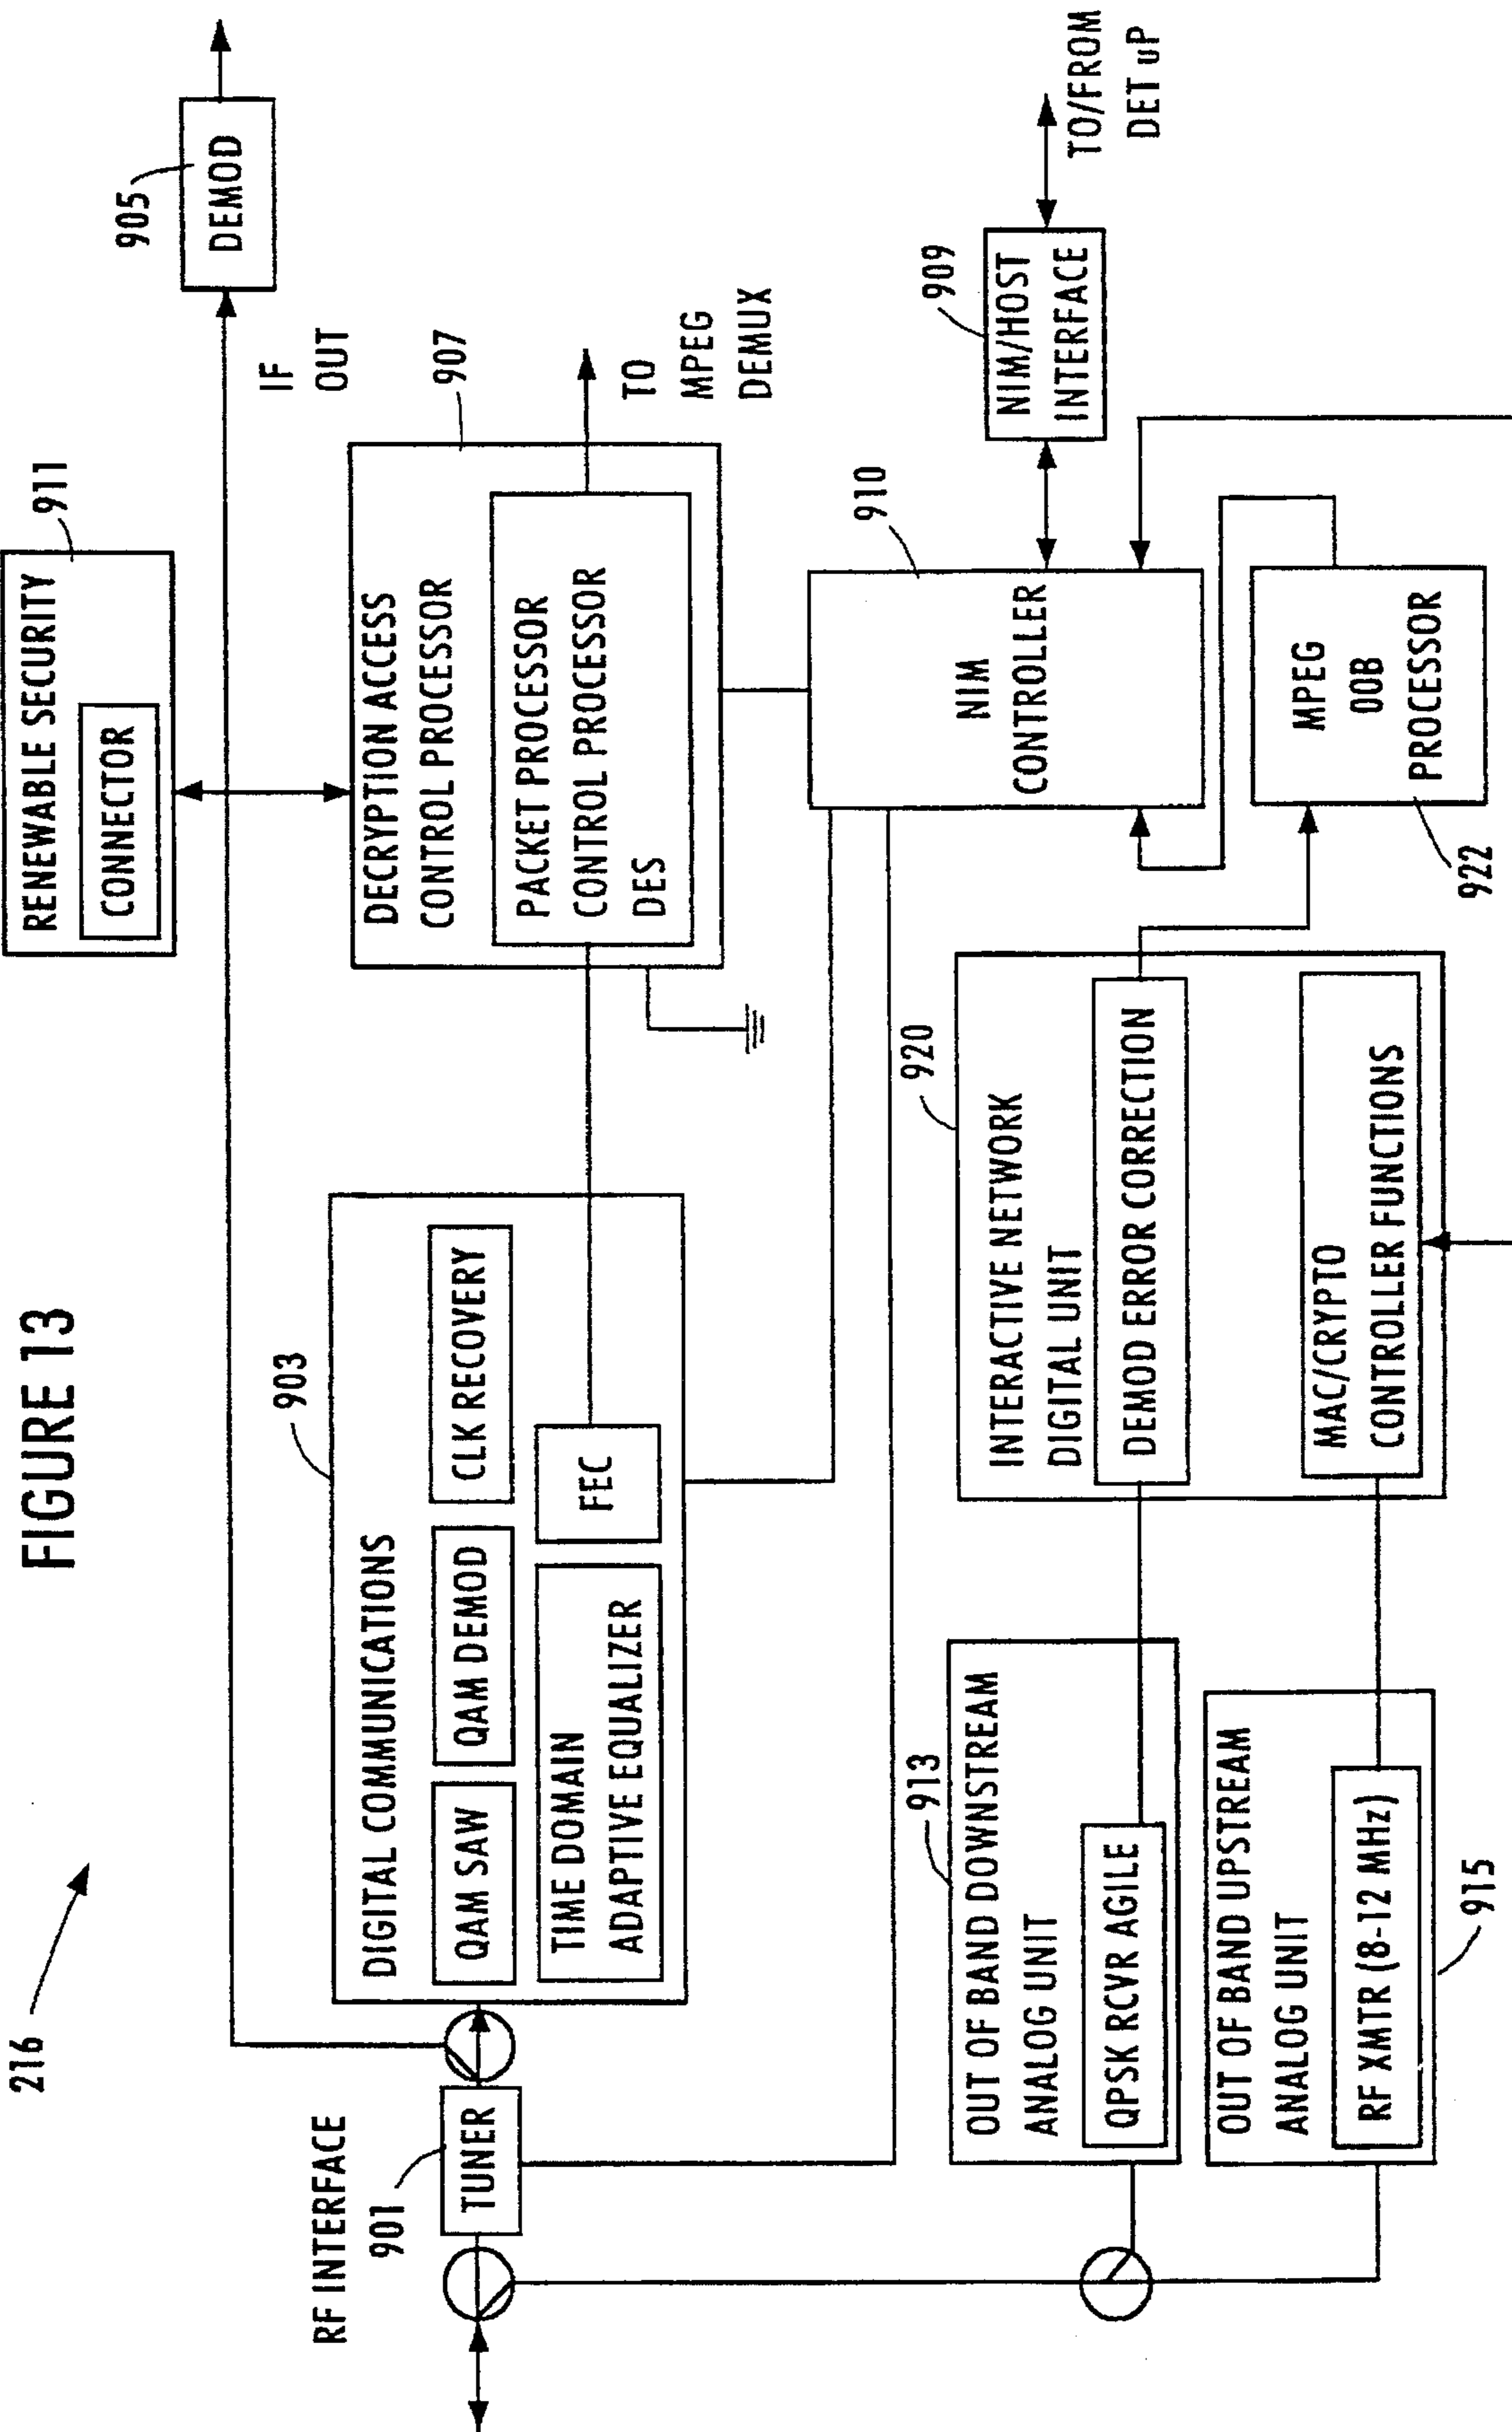 FIGURE 13
216
RF INTERFACE
901
TUNER
903
DIGITAL COMMUNICATIONS
QAM SAW
QAM DEMOD
CLK RECOVERY
TIME DOMAIN
ADAPTIVE EQUALIZER
FEC
RENEWABLE SECURITY
CONNECTOR
911
905
DEMOD
IF
OUT
907
DECRYPTION ACCESS
CONTROL PROCESSOR
PACKET PROCESSOR
CONTROL PROCESSOR
DES
TO
MPEG
DEMUX
910
NIM
CONTROLLER
909
NIM/HOST
INTERFACE
TO/FROM
DET uP
913
OUT OF BAND DOWNSTREAM
ANALOG UNIT
QPSK RCVR AGILE
OUT OF BAND UPSTREAM
ANALOG UNIT
RF XMTR (8-12 MHz)
915
920
INTERACTIVE NETWORK
DIGITAL UNIT
DEMOD ERROR CORRECTION
MAC/CRYPTO
CONTROLLER FUNCTIONS
MPEG
OOB
PROCESSOR
922